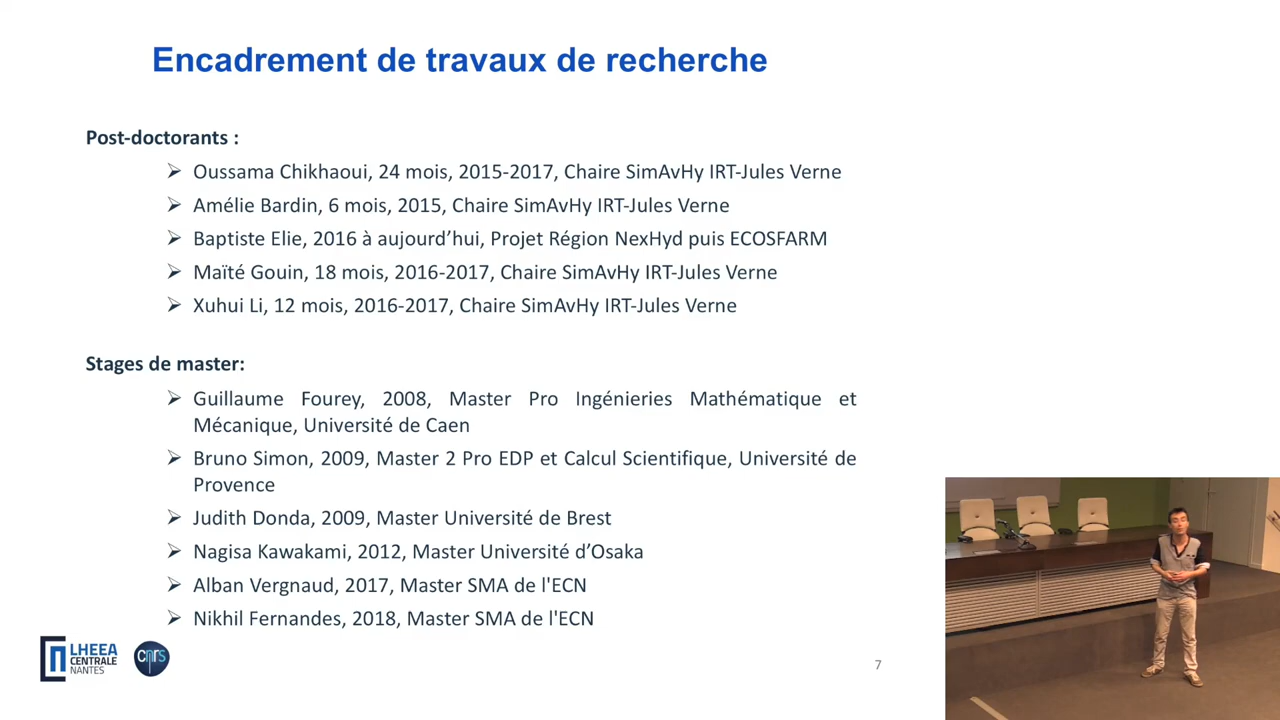 Encadrement de travaux de recherche
Post-doctorants :
➢ Oussama Chikhaoui, 24 mois, 2015-2017, Chaire SimAvHy IRT-Jules Verne
➢ Amélie Bardin, 6 mois, 2015, Chaire SimAvHy IRT-Jules Verne
➢ Baptiste Elie, 2016 à aujourd’hui, Projet Région NexHyd puis ECOSFARM
➢ Maïté Gouin, 18 mois, 2016-2017, Chaire SimAvHy IRT-Jules Verne
➢ Xuhui Li, 12 mois, 2016-2017, Chaire SimAvHy IRT-Jules Verne
Stages de master:
➢ Guillaume Fourey, 2008, Master Pro Ingénieries Mathématique et
Mécanique, Université de Caen
➢ Bruno Simon, 2009, Master 2 Pro EDP et Calcul Scientifique, Université de
Provence
➢ Judith Donda, 2009, Master Université de Brest
➢ Nagisa Kawakami, 2012, Master Université d’Osaka
➢ Alban Vergnaud, 2017, Master SMA de l'ECN
➢ Nikhil Fernandes, 2018, Master SMA de l'ECN
LHEEA
CENTRALE
NANTES
cnrs
7